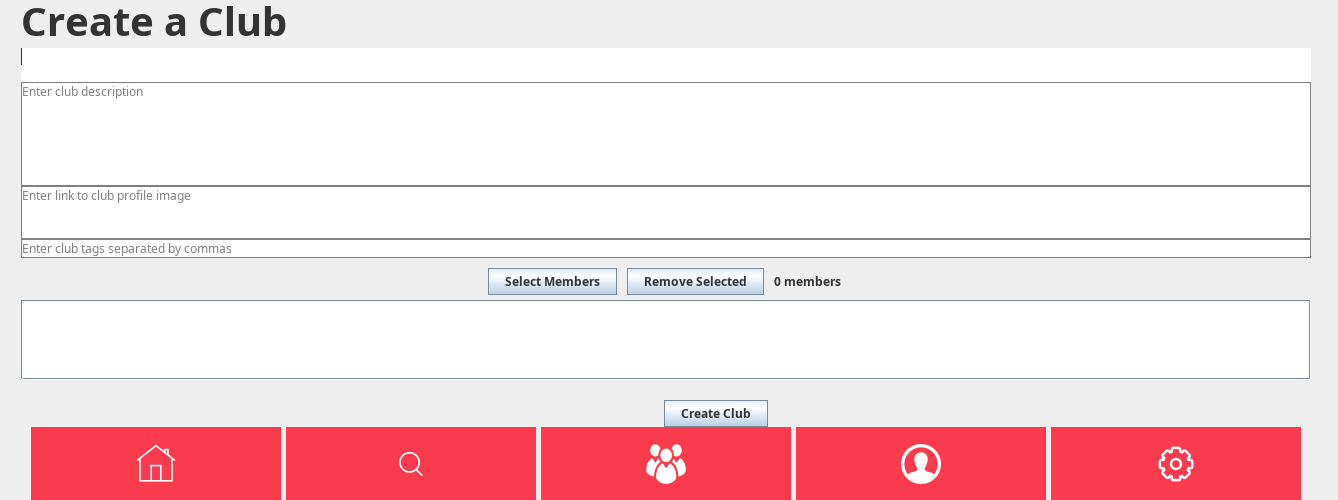 Create a Club
Enter club description
Enter link to club profile image
Enter club tags separated by commas
Select Members Remove Selected 0 members
Create Club